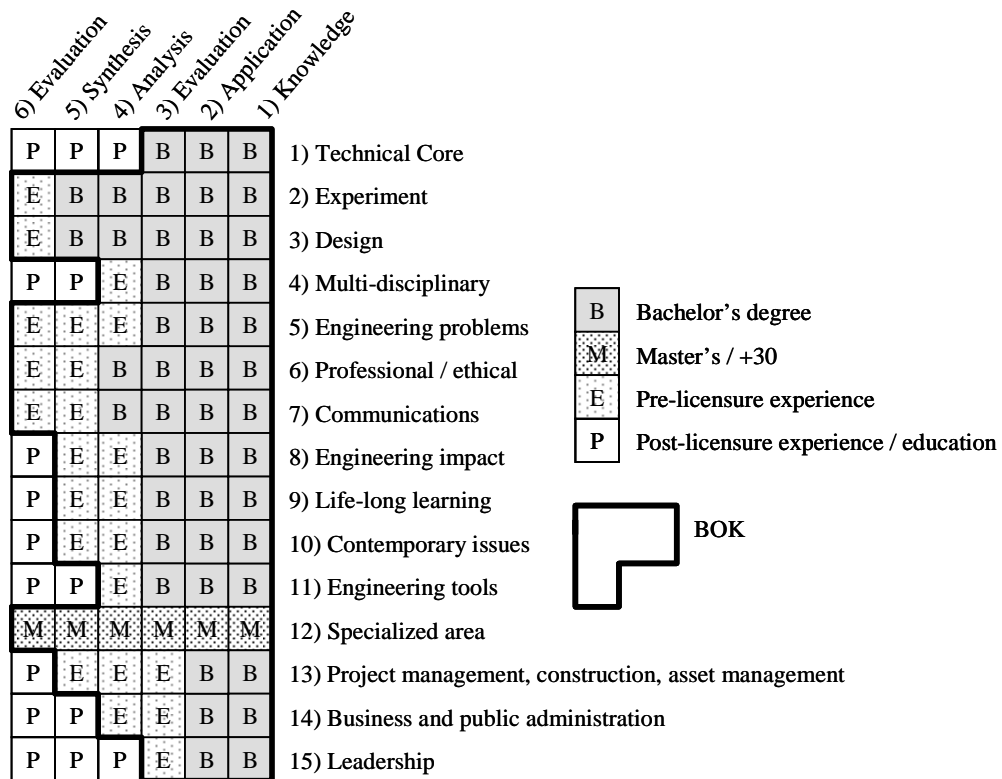 6) Evaluation
5) Synthesis
4) Analysis
3) Evaluation
2) Application
1) Knowledge
P P P B B B 1) Technical Core
E B B B B B 2) Experiment
E B B B B B 3) Design
P P E B B B 4) Multi-disciplinary
E E E B B B 5) Engineering problems
E E B B B B 6) Professional / ethical
E E B B B B 7) Communications
P E E B B B 8) Engineering impact
P E E B B B 9) Life-long learning
P E E B B B 10) Contemporary issues
P P E B B B 11) Engineering tools
M M M M M M 12) Specialized area
P E E E B B 13) Project management, construction, asset management
P P E E B B 14) Business and public administration
P P P E B B 15) Leadership
B Bachelor's degree
M Master's / +30
E Pre-licensure experience
P Post-licensure experience / education
BOK